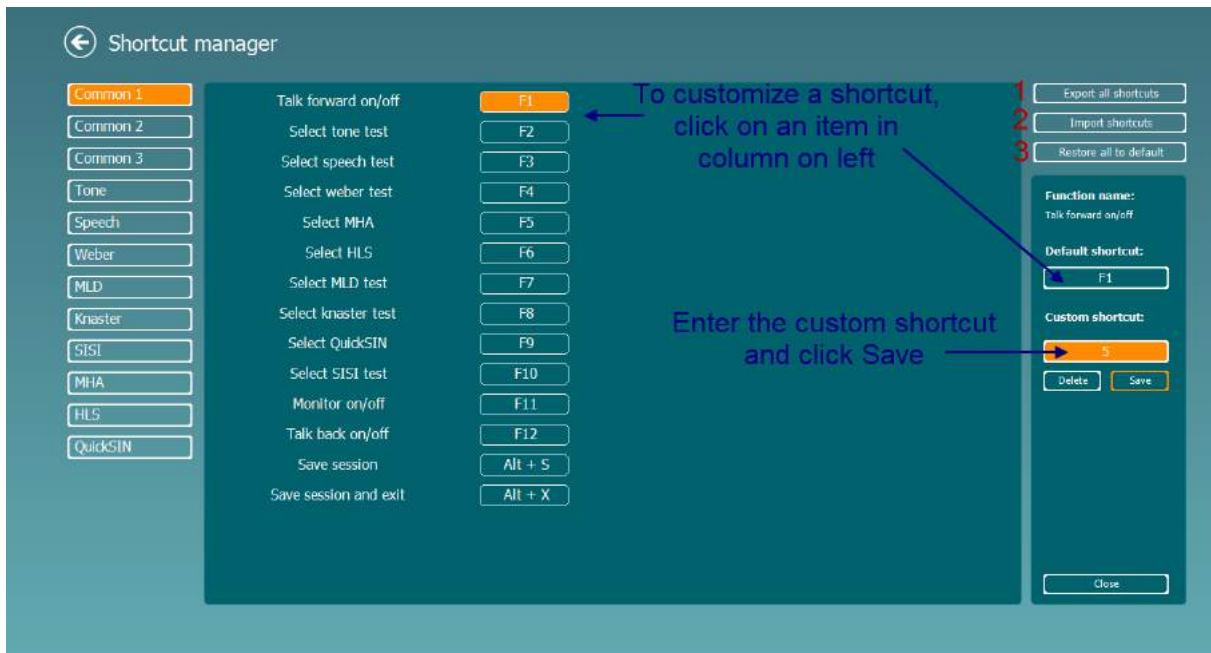 Shortcut manager
Common 1
Common 2
Common 3
Tone
Speech
Weber
MLD
Knaster
SISI
MHA
HLS
QuickSIN
Talk forward on/off F1
Select tone test F2
Select speech test F3
Select weber test F4
Select MHA F5
Select HLS F6
Select MLD test F7
Select knaster test F8
Select QuickSIN F9
Select SISI test F10
Monitor on/off F11
Talk back on/off F12
Save session Alt + S
Save session and exit Alt + X
To customize a shortcut,
click on an item in
column on left
Enter the custom shortcut
and click Save
1 Export all shortcuts
2 Import shortcuts
3 Restore all to default
Function name:
Talk forward on/off
Default shortcut:
F1
Custom shortcut:
S
Delete Save
Close